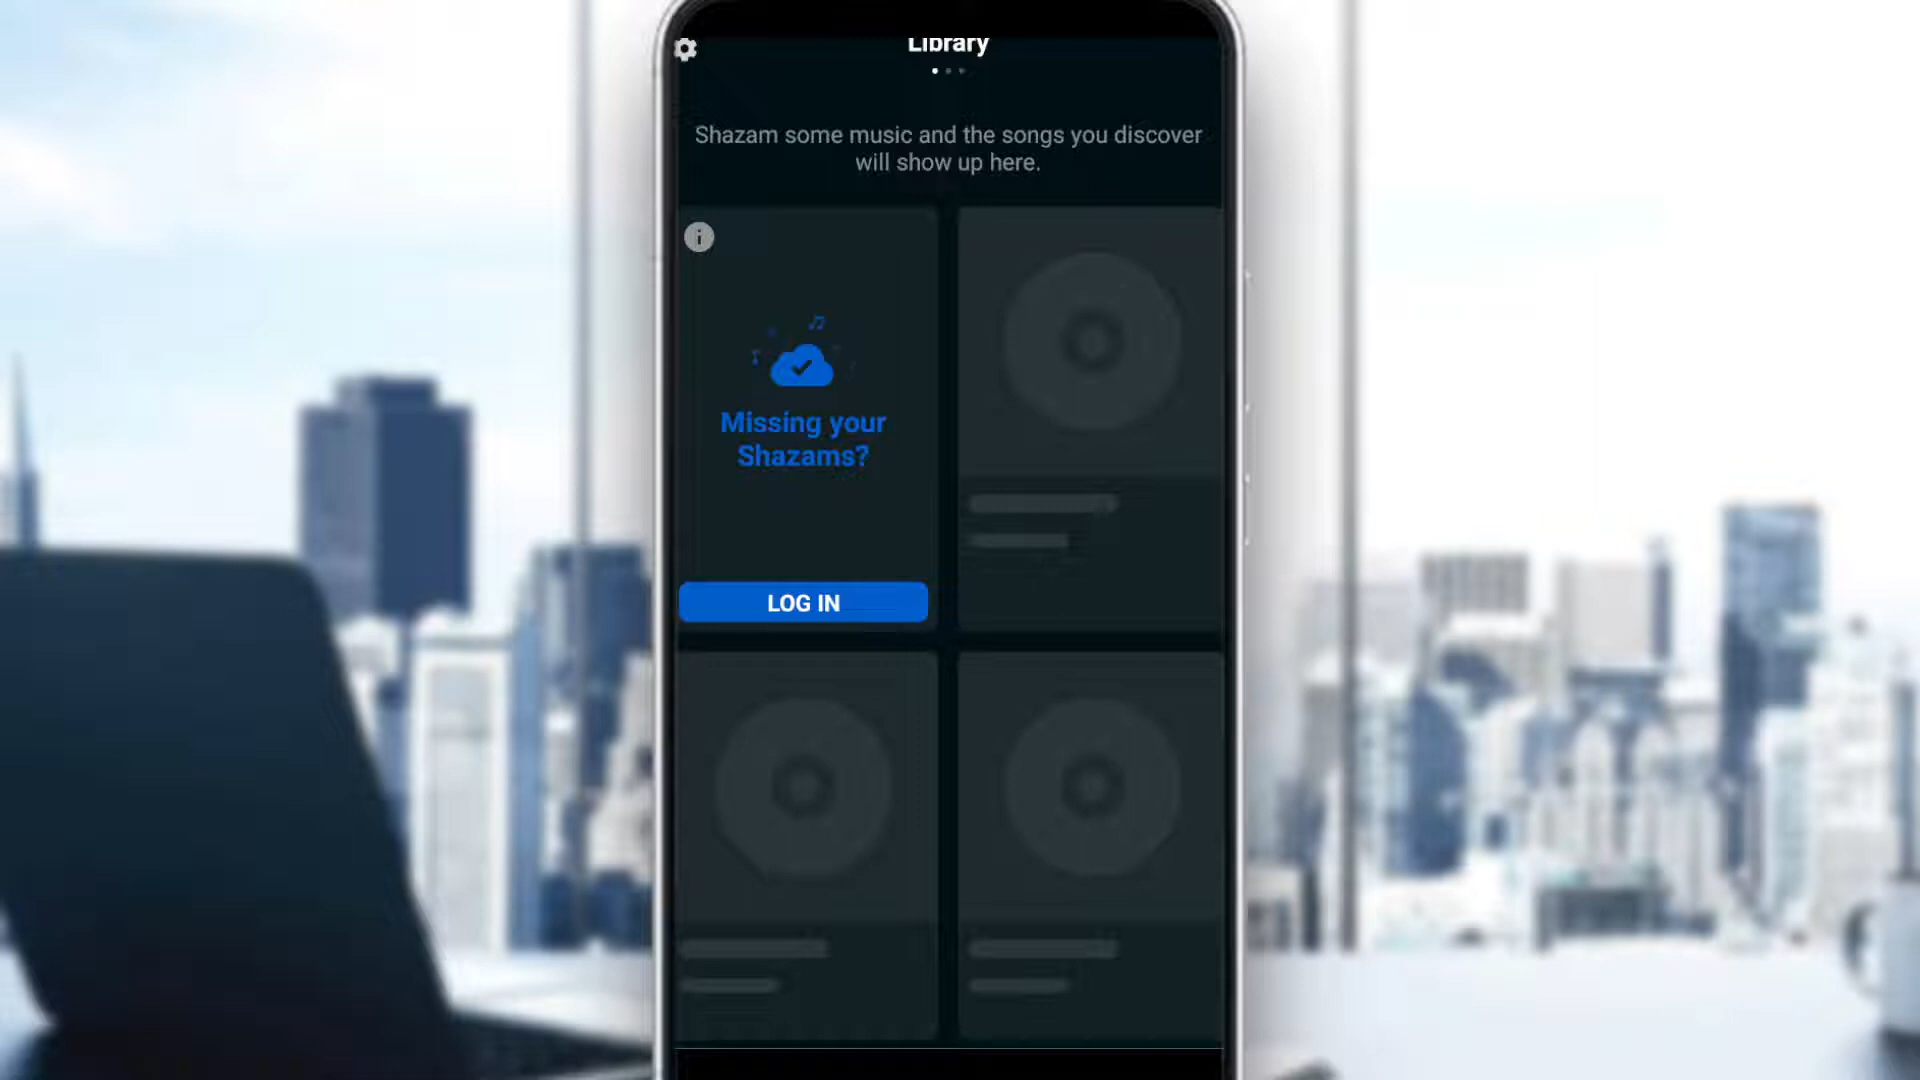 Library
Shazam some music and the songs you discover
will show up here.
Missing your
Shazams?
LOG IN